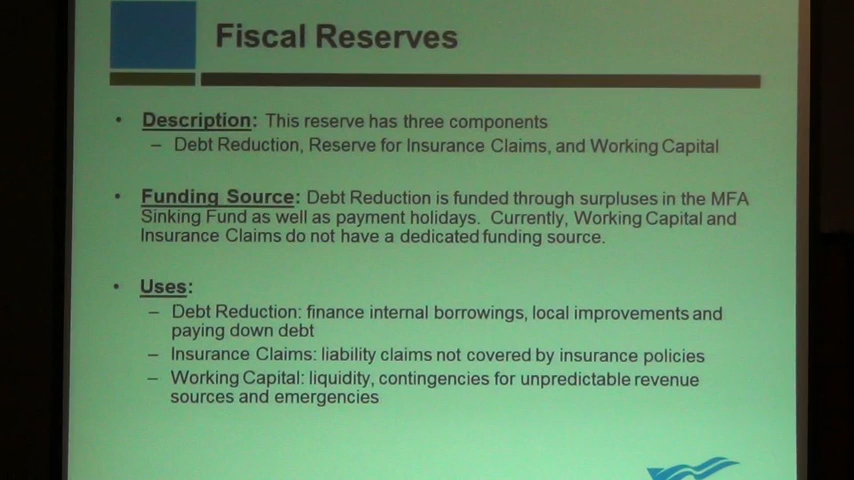 Fiscal Reserves
• Description: This reserve has three components
– Debt Reduction, Reserve for Insurance Claims, and Working Capital
• Funding Source: Debt Reduction is funded through surpluses in the MFA
Sinking Fund as well as payment holidays. Currently, Working Capital and
Insurance Claims do not have a dedicated funding source.
• Uses:
– Debt Reduction: finance internal borrowings, local improvements and
paying down debt
– Insurance Claims: liability claims not covered by insurance policies
– Working Capital: liquidity, contingencies for unpredictable revenue
sources and emergencies